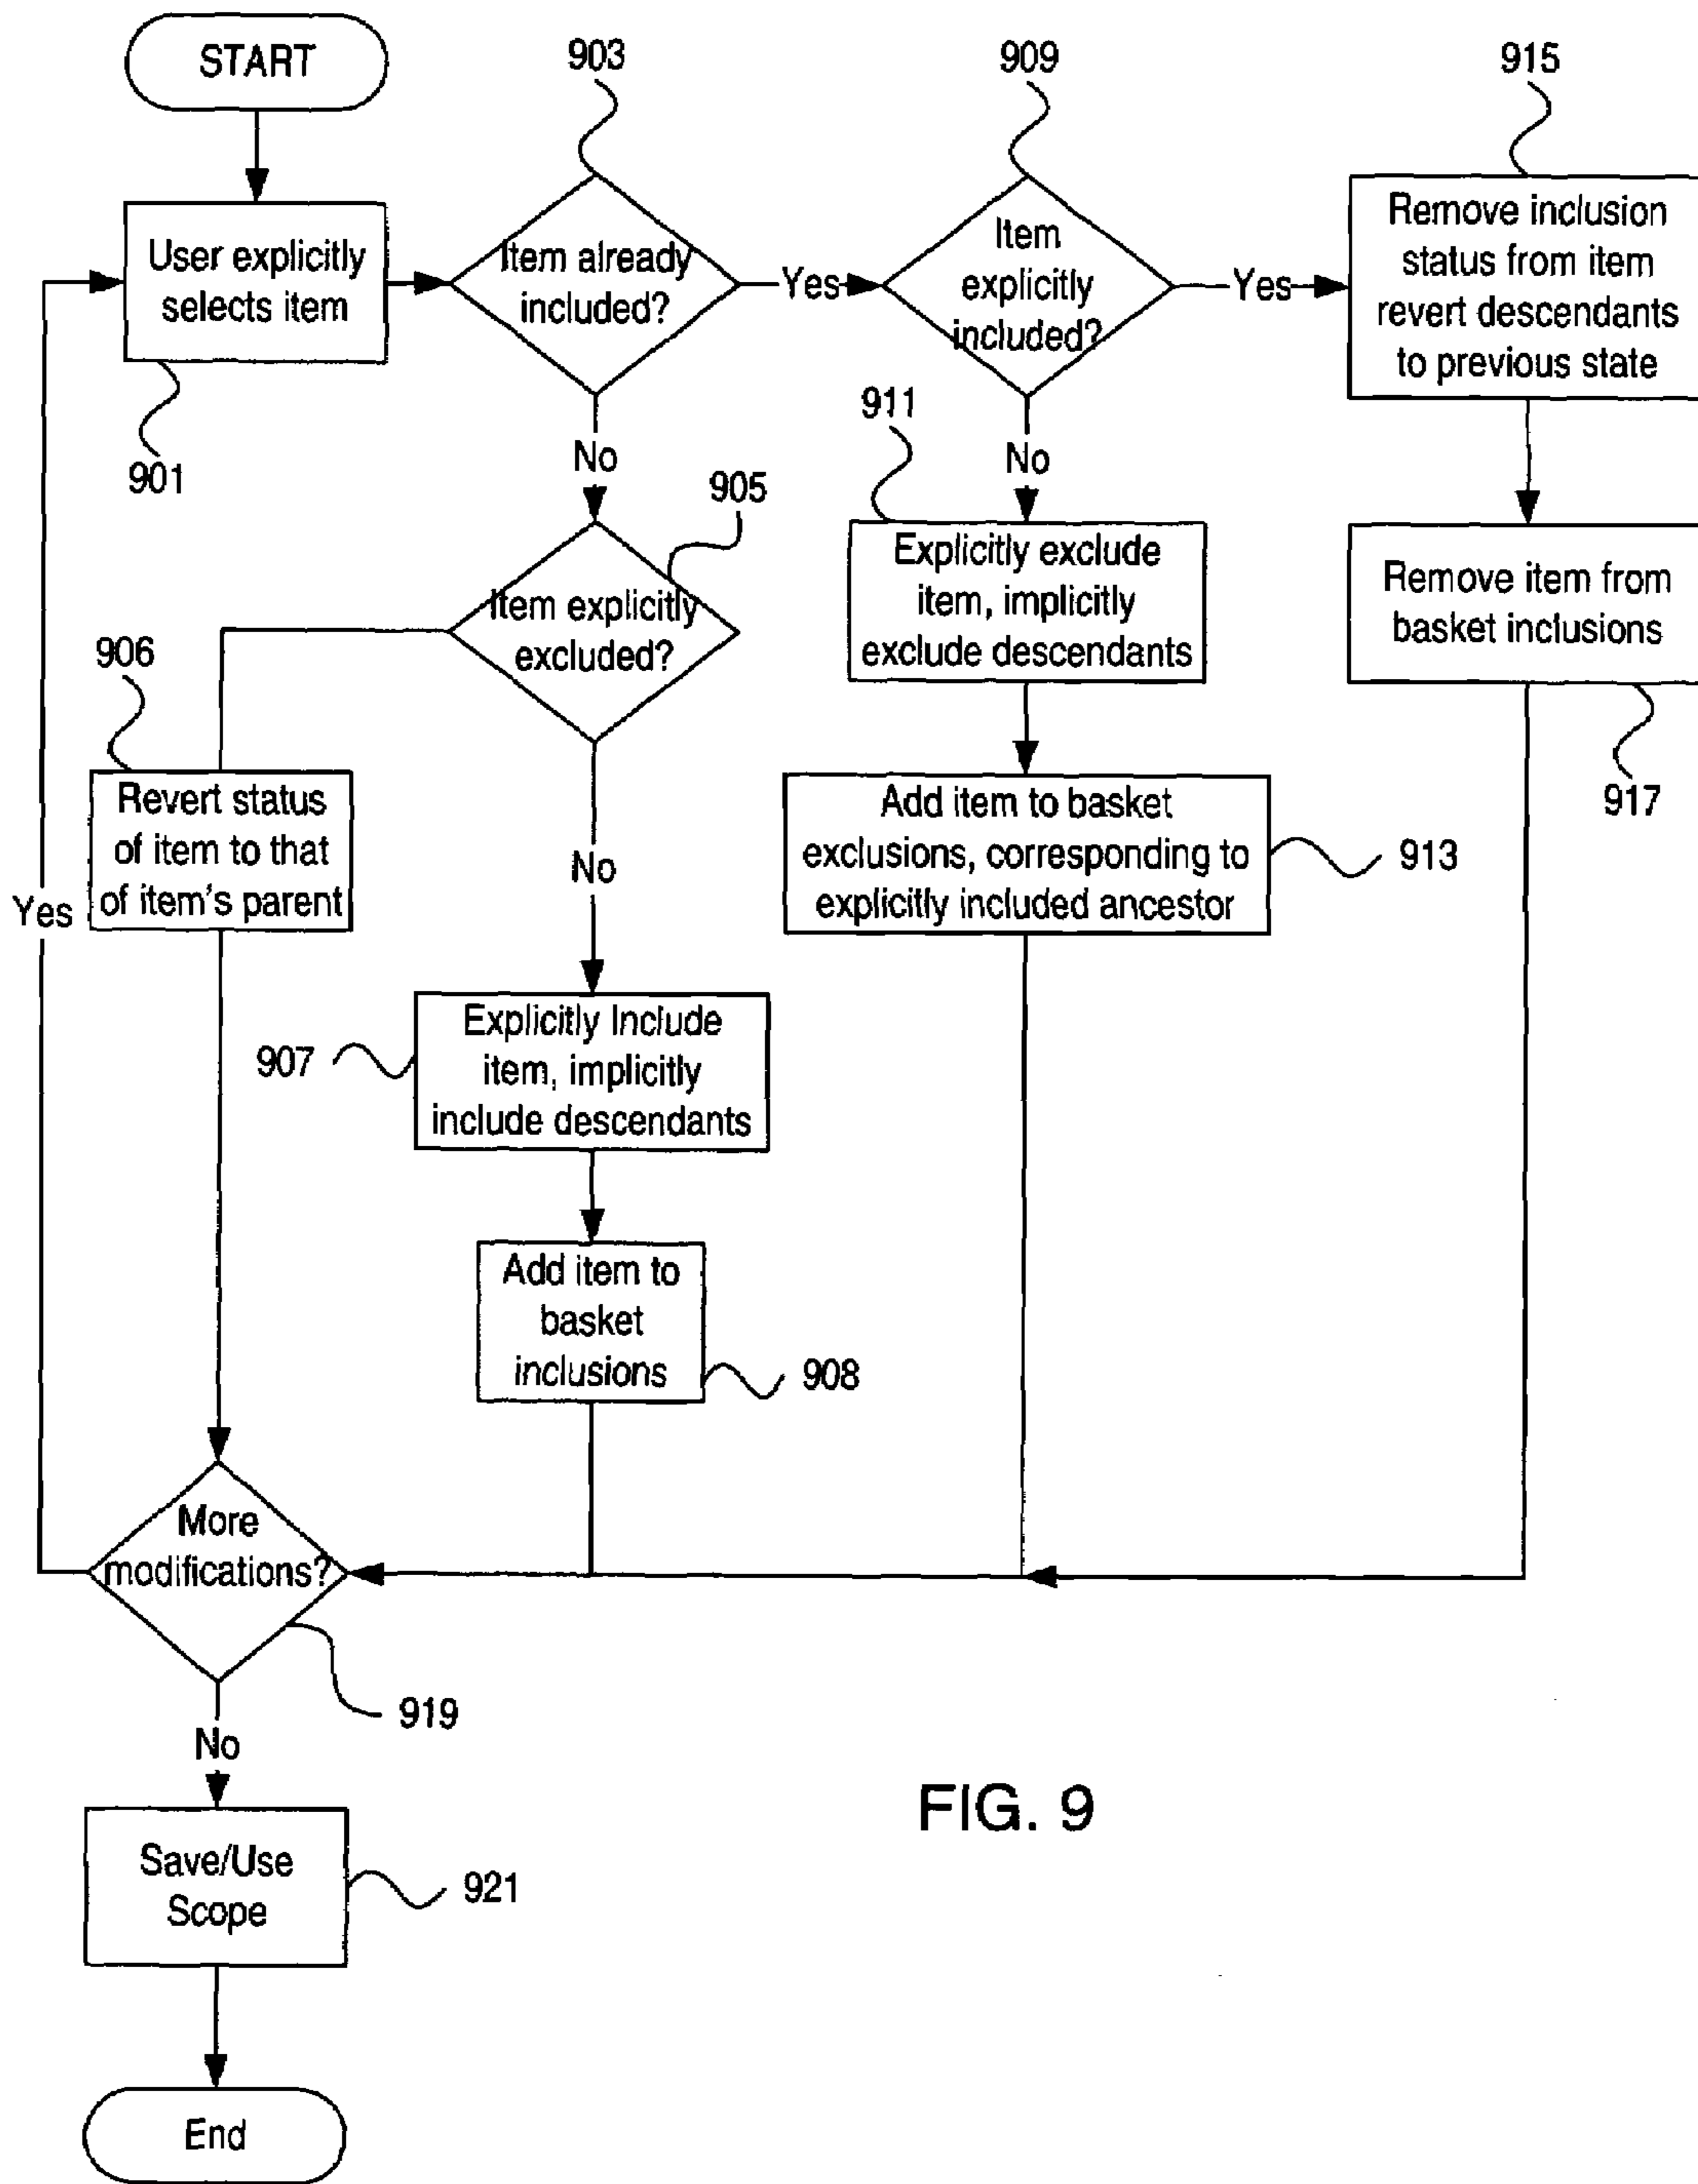 START
903
909
915
User explicitly
selects item
901
Item already
included?
Yes
Item
explicitly
included?
Yes
Remove inclusion
status from item
revert descendants
to previous state
No
No
911
905
Item explicitly
excluded?
Explicitly exclude
item, implicitly
exclude descendants
Remove item from
basket inclusions
917
906
Revert status
of item to that
of item's parent
Yes
No
Add item to basket
exclusions, corresponding to
explicitly included ancestor
913
907
Explicitly Include
item, implicitly
include descendants
Add item to
basket
inclusions
908
More
modifications?
919
No
Save/Use
Scope
921
End
FIG. 9